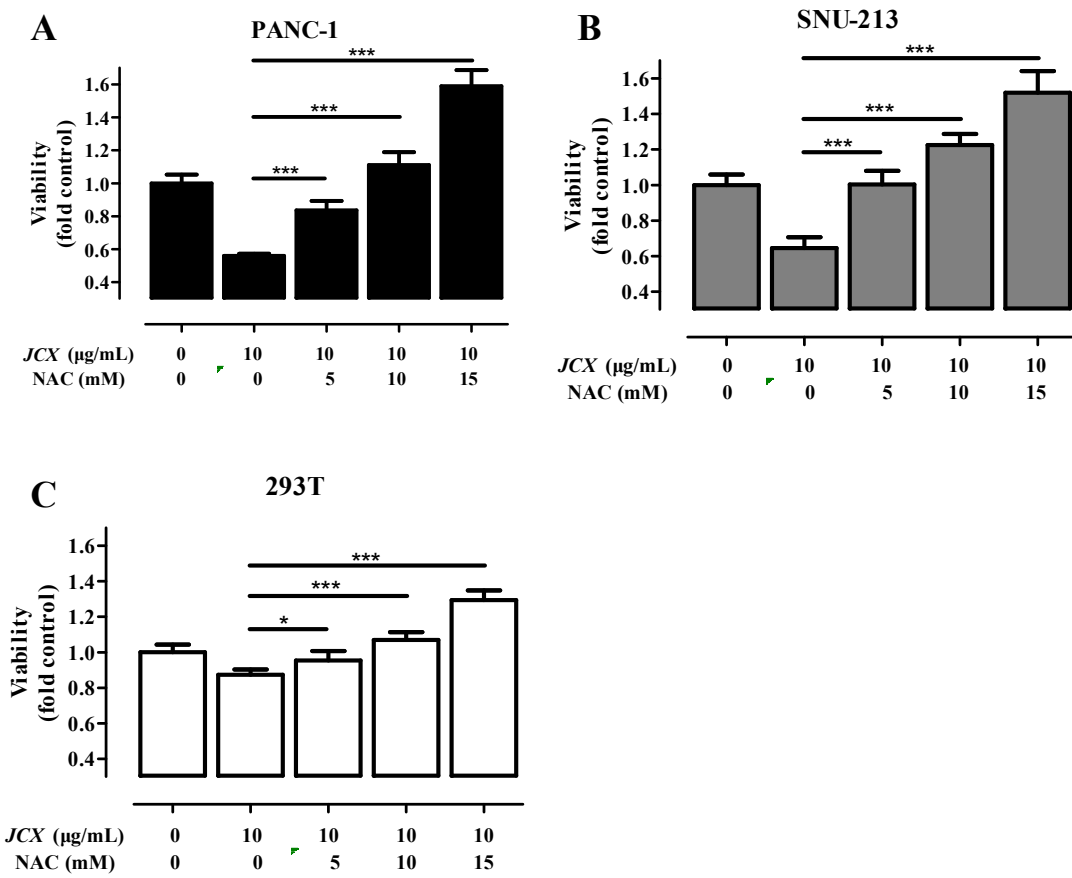 A
PANC-1
Viability
(fold control)
1.6
1.4
1.2
1.0
0.8
0.6
0.4
***
***
***
JCX (µg/mL) 0 10 10 10 10
NAC (mM) 0 0 5 10 15
B
SNU-213
Viability
(fold control)
1.6
1.4
1.2
1.0
0.8
0.6
0.4
***
***
***
JCX (µg/mL) 0 10 10 10 10
NAC (mM) 0 0 5 10 15
C
293T
Viability
(fold control)
1.6
1.4
1.2
1.0
0.8
0.6
0.4
***
***
*
JCX (µg/mL) 0 10 10 10 10
NAC (mM) 0 0 5 10 15